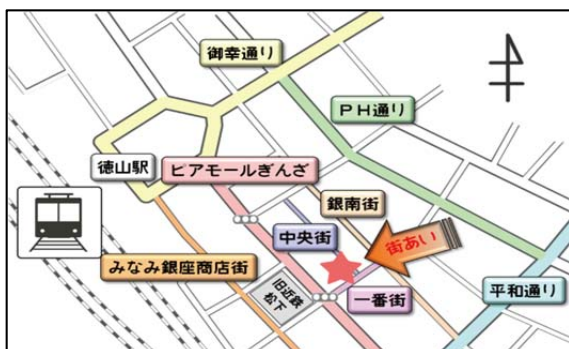 御幸通り
PH通り
徳山駅
ピアモールぎんざ
銀南街
中央街
街あい
みなみ銀座商店街
旧近鉄
松下
一番街
平和通り